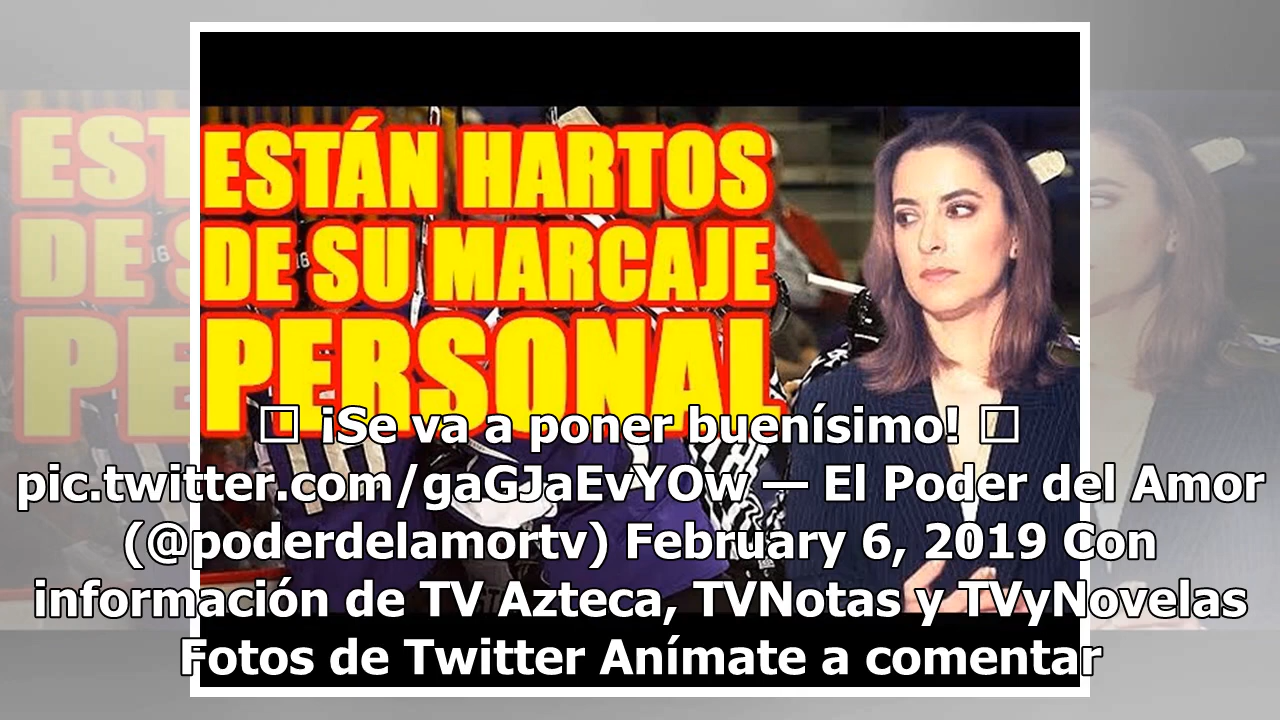 ESTÁN HARTOS
DE SU MARCAJE
PERSONAL
¡Se va a poner buenísimo!
pic.twitter.com/gaGJaEvYOw — El Poder del Amor
(@poderdelamortv) February 6, 2019 Con
información de TV Azteca, TVNotas y TVyNovelas
Fotos de Twitter Anímate a comentar